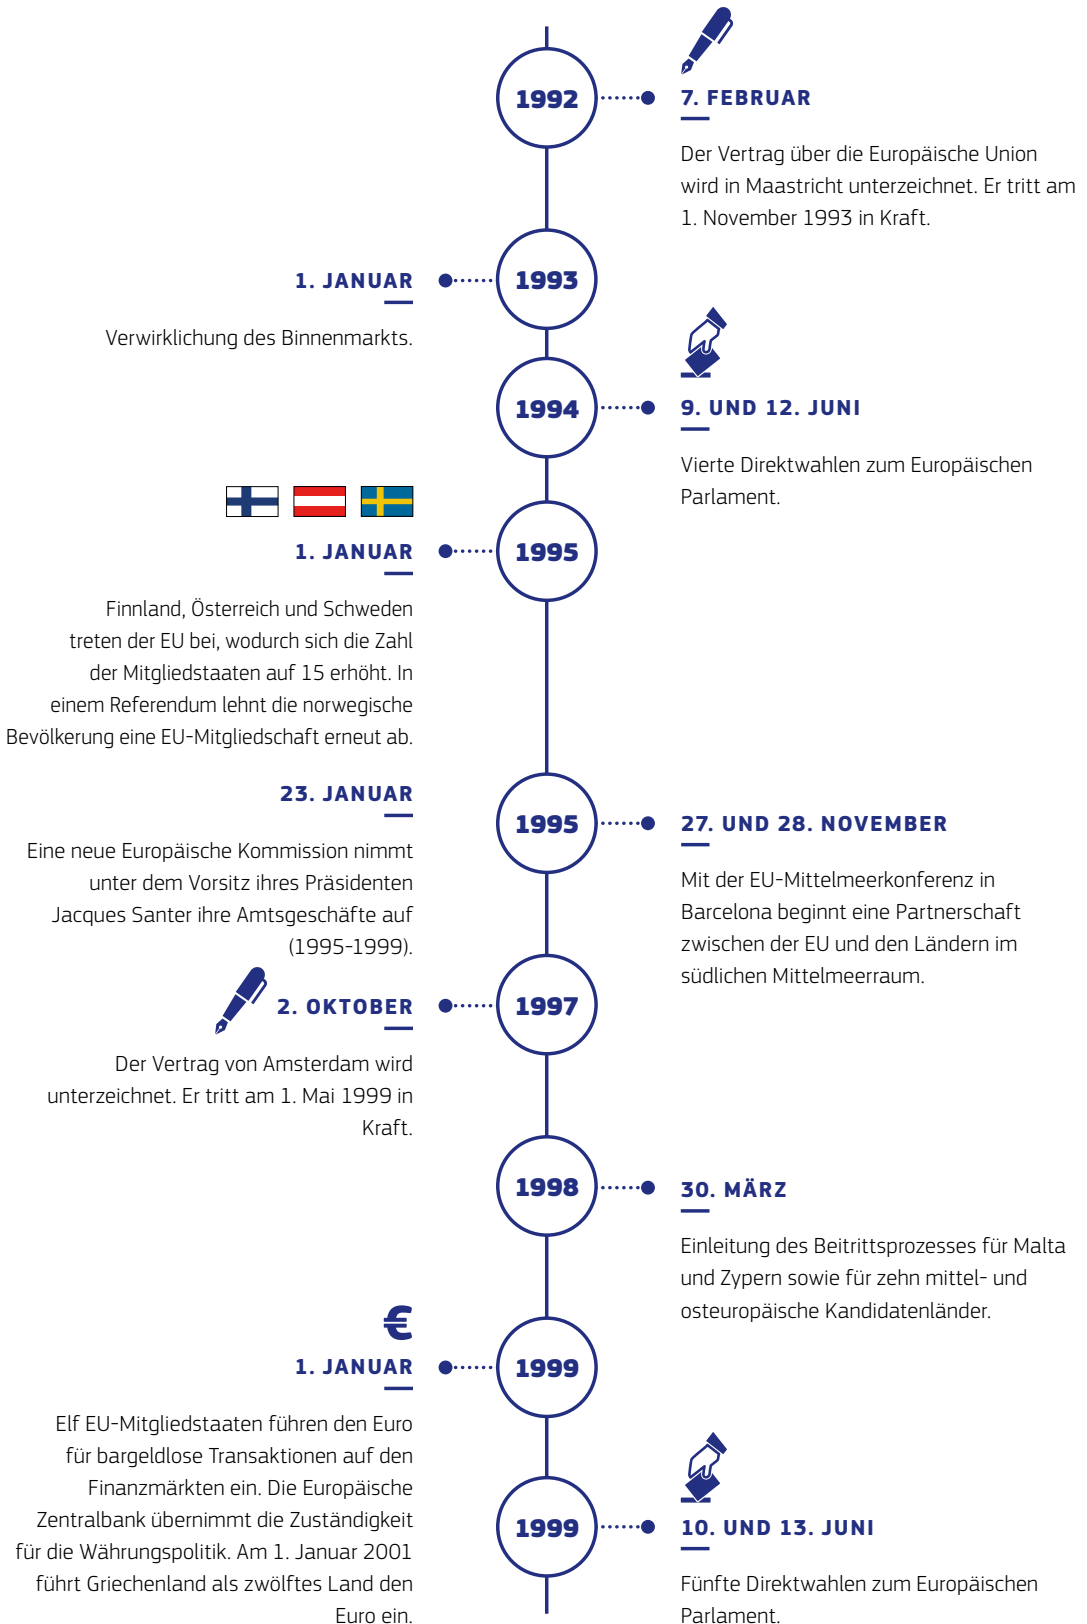 1992
7. FEBRUAR
Der Vertrag über die Europäische Union
wird in Maastricht unterzeichnet. Er tritt am
1. November 1993 in Kraft.
1. JANUAR
1993
Verwirklichung des Binnenmarkts.
1994
9. UND 12. JUNI
Vierte Direktwahlen zum Europäischen
Parlament.
1. JANUAR
1995
Finnland, Österreich und Schweden
treten der EU bei, wodurch sich die Zahl
der Mitgliedstaaten auf 15 erhöht. In
einem Referendum lehnt die norwegische
Bevölkerung eine EU-Mitgliedschaft erneut ab.
23. JANUAR
Eine neue Europäische Kommission nimmt
unter dem Vorsitz ihres Präsidenten
Jacques Santer ihre Amtsgeschäfte auf
(1995-1999).
1995
27. UND 28. NOVEMBER
Mit der EU-Mittelmeerkonferenz in
Barcelona beginnt eine Partnerschaft
zwischen der EU und den Ländern im
südlichen Mittelmeerraum.
2. OKTOBER
1997
Der Vertrag von Amsterdam wird
unterzeichnet. Er tritt am 1. Mai 1999 in
Kraft.
1998
30. MÄRZ
Einleitung des Beitrittsprozesses für Malta
und Zypern sowie für zehn mittel- und
osteuropäische Kandidatenländer.
€
1. JANUAR
1999
Elf EU-Mitgliedstaaten führen den Euro
für bargeldlose Transaktionen auf den
Finanzmärkten ein. Die Europäische
Zentralbank übernimmt die Zuständigkeit
für die Währungspolitik. Am 1. Januar 2001
führt Griechenland als zwölftes Land den
Euro ein.
1999
10. UND 13. JUNI
Fünfte Direktwahlen zum Europäischen
Parlament.